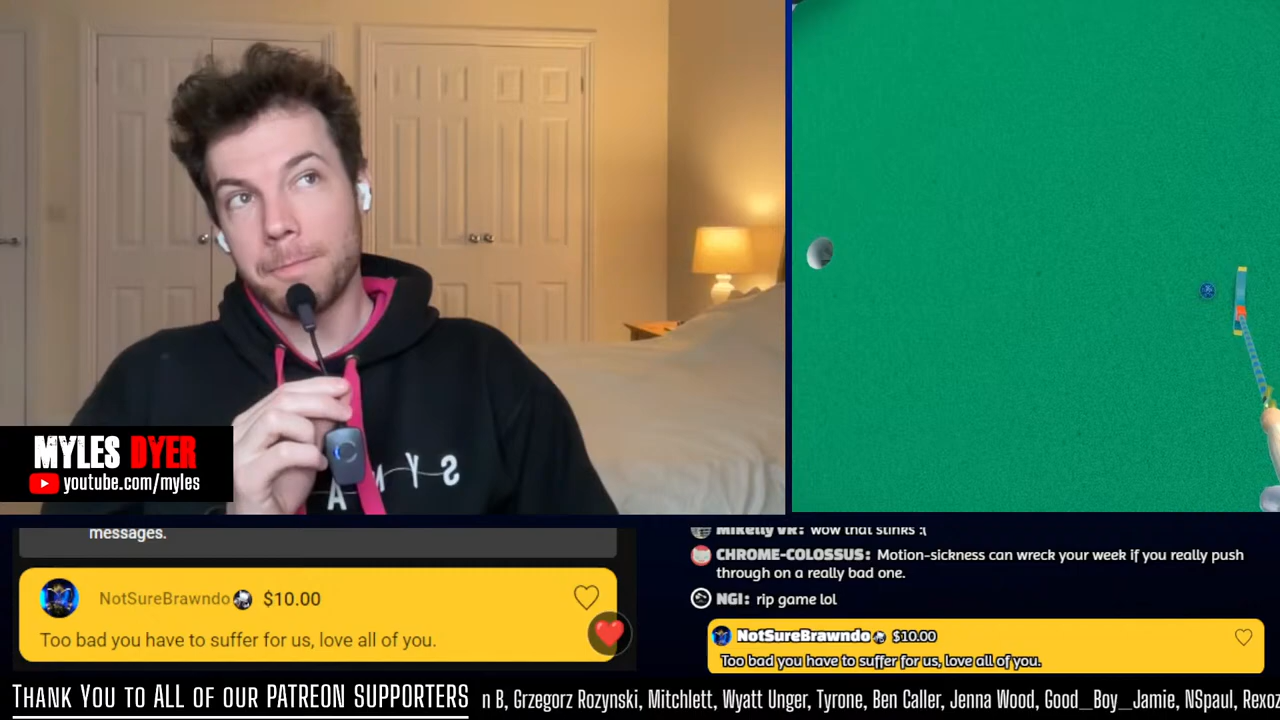 MYLES DYER
youtube.com/myles
messages.
NotSureBrawndo $10.00
Too bad you have to suffer for us, love all of you.
Mikelly VR: wow that stinks :(
CHROME-COLOSSUS: Motion-sickness can wreck your week if you really push
through on a really bad one.
NGI: rip game lol
NotSureBrawndo $10.00
Too bad you have to suffer for us, love all of you.
THANK YOU TO ALL OF OUR PATREON SUPPORTERS
n B, Grzegorz Rozynski, Mitchlett, Wyatt Unger, Tyrone, Ben Caller, Jenna Wood, Good_Boy_Jamie, NSpaul, Rexoz